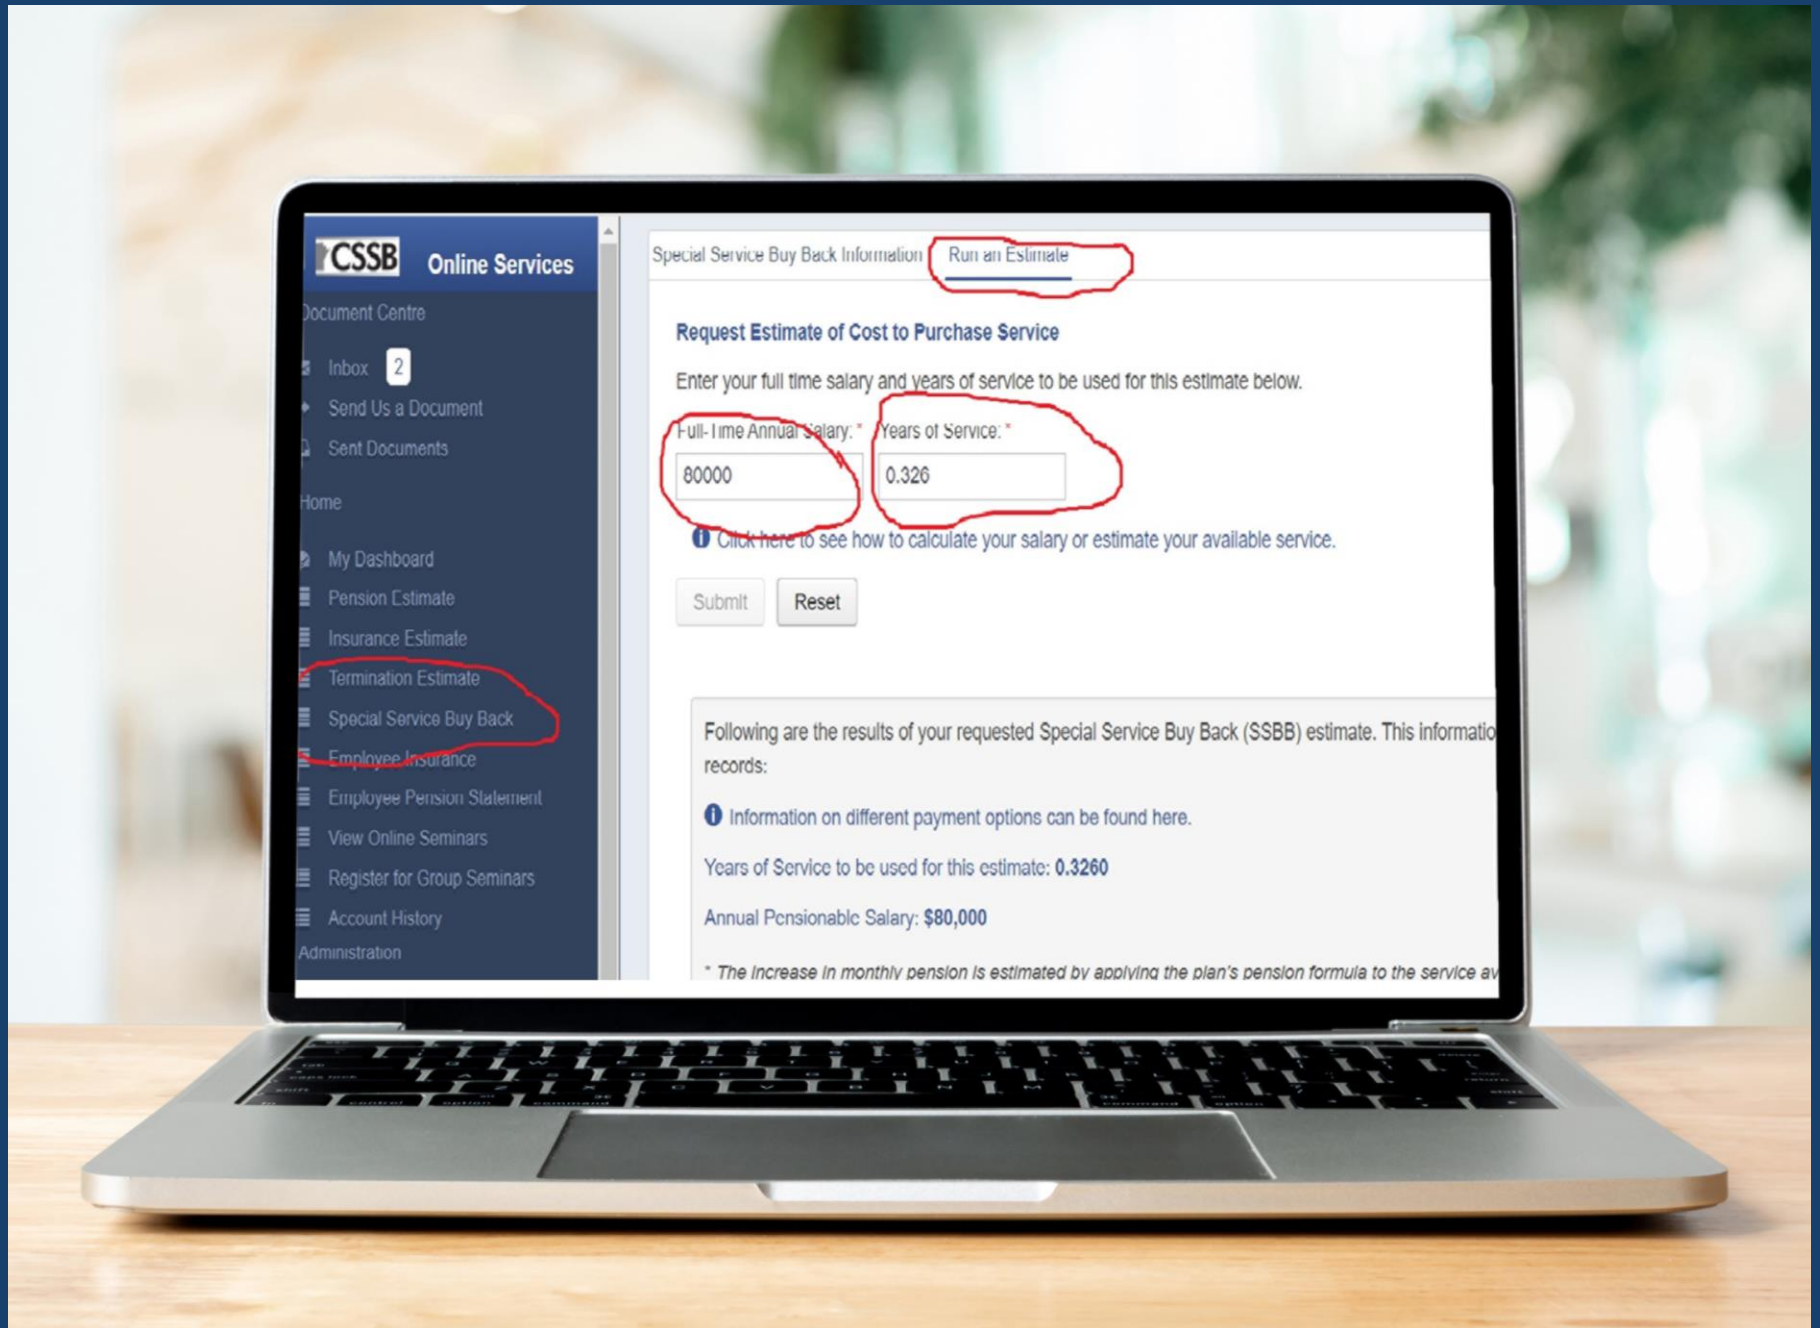 CSSB Online Services
Document Centre
Inbox 2
Send Us a Document
Sent Documents
Home
My Dashboard
Pension Estimate
Insurance Estimate
Termination Estimate
Special Service Buy Back
Employee Insurance
Employee Pension Statement
View Online Seminars
Register for Group Seminars
Account History
Administration
Special Service Buy Back Information Run an Estimate
Request Estimate of Cost to Purchase Service
Enter your full time salary and years of service to be used for this estimate below.
Full-Time Annual Salary: * Years of Service: *
80000 0.326
Click here to see how to calculate your salary or estimate your available service.
Submit Reset
Following are the results of your requested Special Service Buy Back (SSBB) estimate. This informatio
records:
Information on different payment options can be found here.
Years of Service to be used for this estimate: 0.3260
Annual Pensionable Salary: $80,000
* The increase in monthly pension is estimated by applying the plan's pension formula to the service av